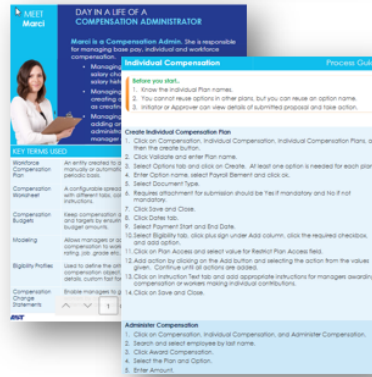 MEET
Marci
DAY IN A LIFE OF A
COMPENSATION ADMINISTRATOR
Marci is a Compensation Admin. She is responsible
for managing base pay, individual and workforce
compensation.
Managing
salary
salary
Managing
creating
as creating
Managing
adding
KEY TERMS USED
Workforce
Compensation
Plan
An entity created to
manually or automatic
periodic basis.
Compensation
Worksheet
A configurable
with different tabs,
instructions.
Compensation
Budgets
Keep compensation
and targets by
budget amounts.
Modeling
Allows managers or
compensation to
rating, job, grade etc.
Eligibility Profiles
Used to define the
compensation object.
details, custom
Compensation
Change
Statements
Enable managers to
1
Individual Compensation
Process
Before you start..
1. Know the Individual Plan names.
2. You cannot reuse options in other plans, but you can reuse an option name.
3. Initiator or Approver can view details of submitted proposal and take action.
Create Individual Compensation Plan
1. Click on Compensation, Individual Compensation, Individual Compensation Plans,
then the create button.
2. Click Validate and enter Plan name.
3. Select Options tab and click on Create. At least one option is needed for each plan.
4. Enter Option name, select Payroll Element and click ok.
5. Select Document Type.
6. Requires attachment for submission should be Yes if mandatory and No if not
mandatory.
7. Click Save and Close.
8. Click Dates tab.
9. Select Payment Start and End Date.
10. Select Eligibility tab, click plus sign under Add column, click the required checkbox,
and add option.
11. Click on Plan Access and select value for Restrict Plan Access field.
12. Add action by clicking on the Add button and selecting the action from the values
given. Continue until all actions are added.
13. Click on Instruction Text tab and add appropriate instructions for managers awarding
compensation or workers making individual contributions.
14. Click on Save and Close.
Administer Compensation
1. Click on Compensation, Individual Compensation, and Administer Compensation.
2. Search and select employee by last name.
3. Click Award Compensation.
4. Select the Plan and Option.
5. Enter Amount.